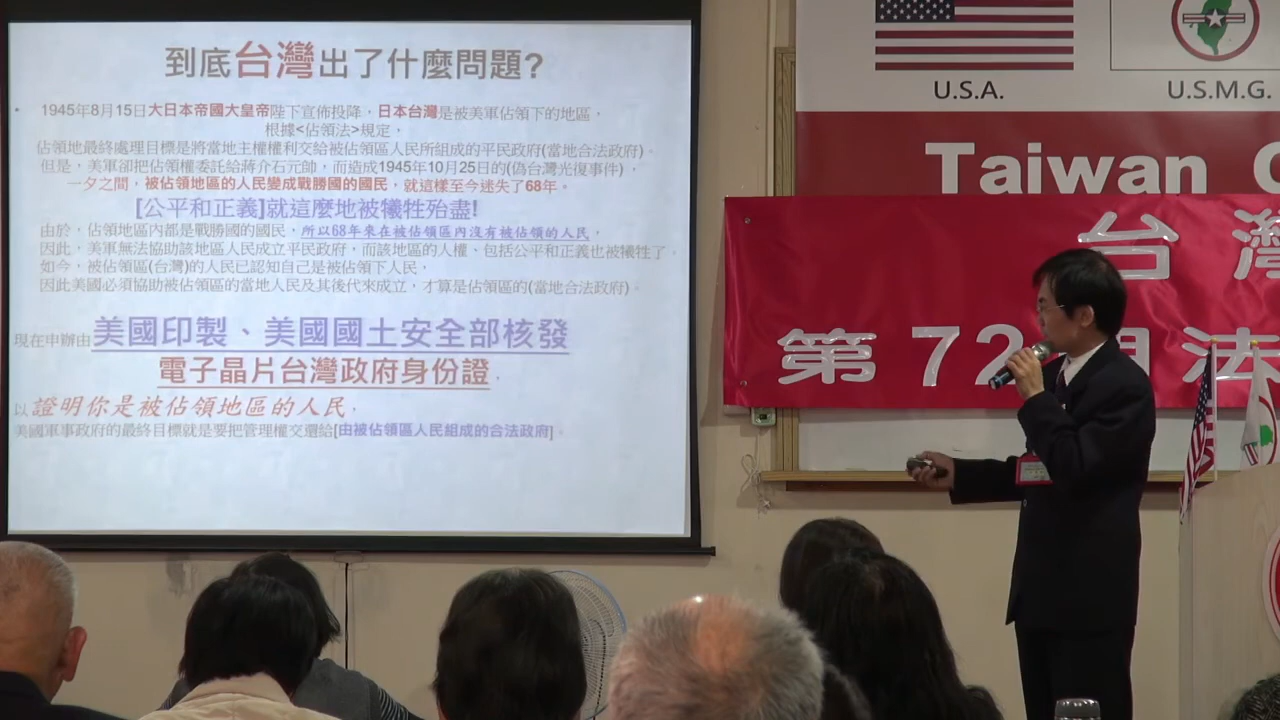 到底台灣出了什麼問題?
1945年8月15日大日本帝國大皇帝陛下宣佈投降，日本台灣是被美軍佔領下的地區，
根據<佔領法>規定，
佔領地最終處理目標是將當地主權權利交給被佔領區人民所組成的平民政府(當地合法政府)。
但是，美軍卻把佔領權委託給蔣介石元帥，而造成1945年10月25日的(偽台灣光復事件)，
一夕之間，被佔領地區的人民變成戰勝國的國民，就這樣至今迷失了68年。
[公平和正義]就這麼地被犧牲殆盡!
由於，佔領地區內都是戰勝國的國民，所以68年來在被佔領區內沒有被佔領的人民，
因此，美軍無法協助該地區人民成立平民政府，而該地區的人權、包括公平和正義也被犧牲了。
如今，被佔領區(台灣)的人民已認知自己是被佔領下人民，
因此美國必須協助被佔領區的當地人民及其後代來成立，才算是佔領區的(當地合法政府)。
現在申辦由美國印製、美國國土安全部核發
電子晶片台灣政府身份證，
以證明你是被佔領地區的人民，
美國軍事政府的最終目標就是要把管理權交還給[由被佔領區人民組成的合法政府]。
U.S.A.
U.S.M.G.
Taiwan
台灣
第72期法